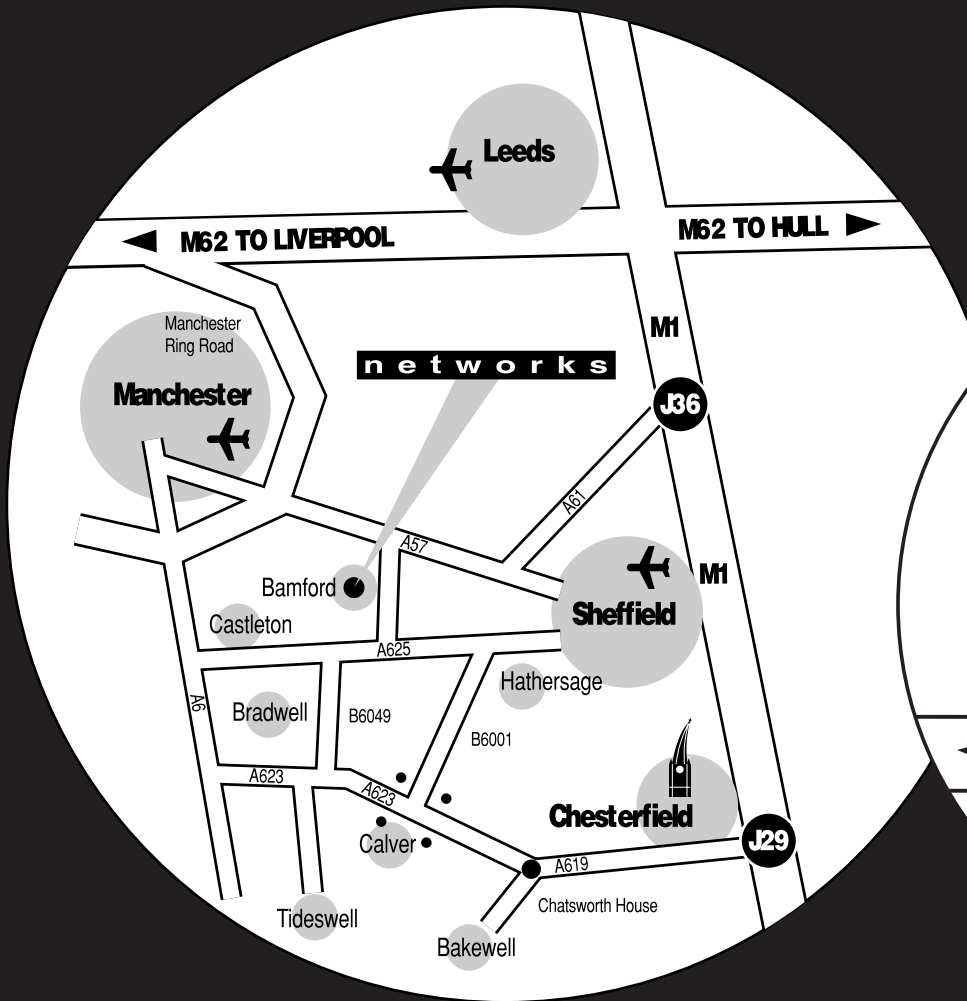 Leeds
M62 TO LIVERPOOL
M62 TO HULL
M1
Manchester
Ring Road
networks
Manchester
J36
A61
A57
M1
Bamford
Sheffield
Castleton
A625
Hathersage
A6
Bradwell
B6049
B6001
A623
A623
Chesterfield
Calver
J29
A619
Chatsworth House
Tideswell
Bakewell